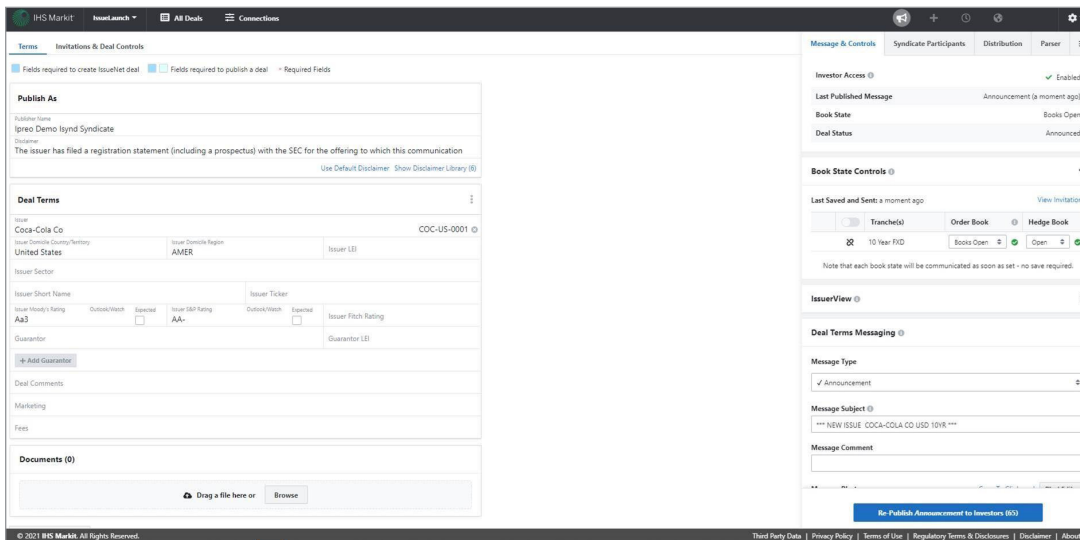 IHS Markit IssueLaunch All Deals Connections
Terms Invitations & Deal Controls
Fields required to create IssueNet deal Fields required to publish a deal Required Fields
Publish As
Publisher Name
Ipreo Demo Isynd Syndicate
Disclaimer
The issuer has filed a registration statement (including a prospectus) with the SEC for the offering to which this communication
Use Default Disclaimer Show Disclaimer Library (6)
Deal Terms
Issuer
Coca-Cola Co COC-US-0001
Issuer Domicile Country/Territory Issuer Domicile Region
United States AMER Issuer LEI
Issuer Sector
Issuer Short Name Issuer Ticker
Issuer Moody's Rating Outlook/Watch Expected Issuer S&P Rating Outlook/Watch Expected
Aa3 AA- Issuer Fitch Rating
Guarantor Guarantor LEI
+ Add Guarantor
Deal Comments
Marketing
Fees
Documents (0)
Drag a file here or Browse
Message & Controls Syndicate Participants Distribution Parser
Investor Access Enabled
Last Published Message Announcement (a moment ago)
Book State Books Open
Deal Status Announced
Book State Controls
Last Saved and Sent: a moment ago View Invitation
Tranche(s) Order Book Hedge Book
10 Year FXD Books Open Open
Note that each book state will be communicated as soon as set - no save required.
IssuerView
Deal Terms Messaging
Message Type
✓ Announcement
Message Subject
*** NEW ISSUE COCA-COLA CO USD 10YR ***
Message Comment
Re-Publish Announcement to Investors (65)
© 2021 IHS Markit. All Rights Reserved. Third Party Data | Privacy Policy | Terms of Use | Regulatory Terms & Disclosures | Disclaimer | About